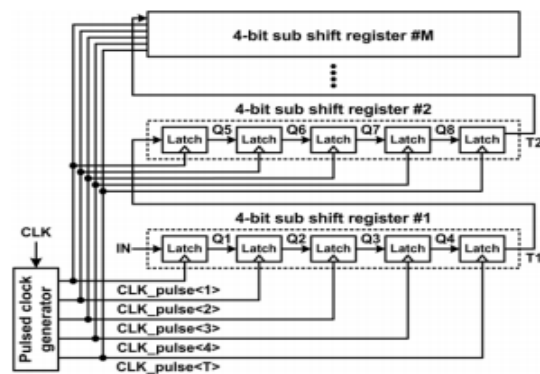 4-bit sub shift register #M
4-bit sub shift register #2
Latch Q5 Latch Q6 Latch Q7 Latch Q8 Latch
T2
4-bit sub shift register #1
CLK
IN Latch Q1 Latch Q2 Latch Q3 Latch Q4 Latch
T1
Pulsed clock
generator
CLK_pulse<1>
CLK_pulse<2>
CLK_pulse<3>
CLK_pulse<4>
CLK_pulse<T>